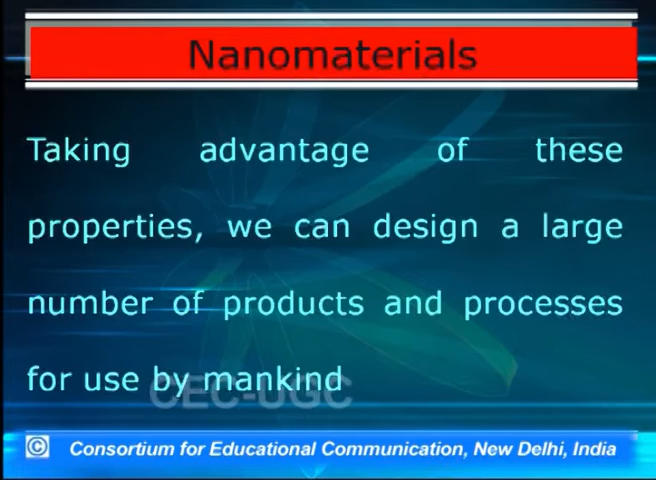 Nanomaterials
Taking advantage of these
properties, we can design a large
number of products and processes
for use by mankind
CEC-UGC
© Consortium for Educational Communication, New Delhi, India